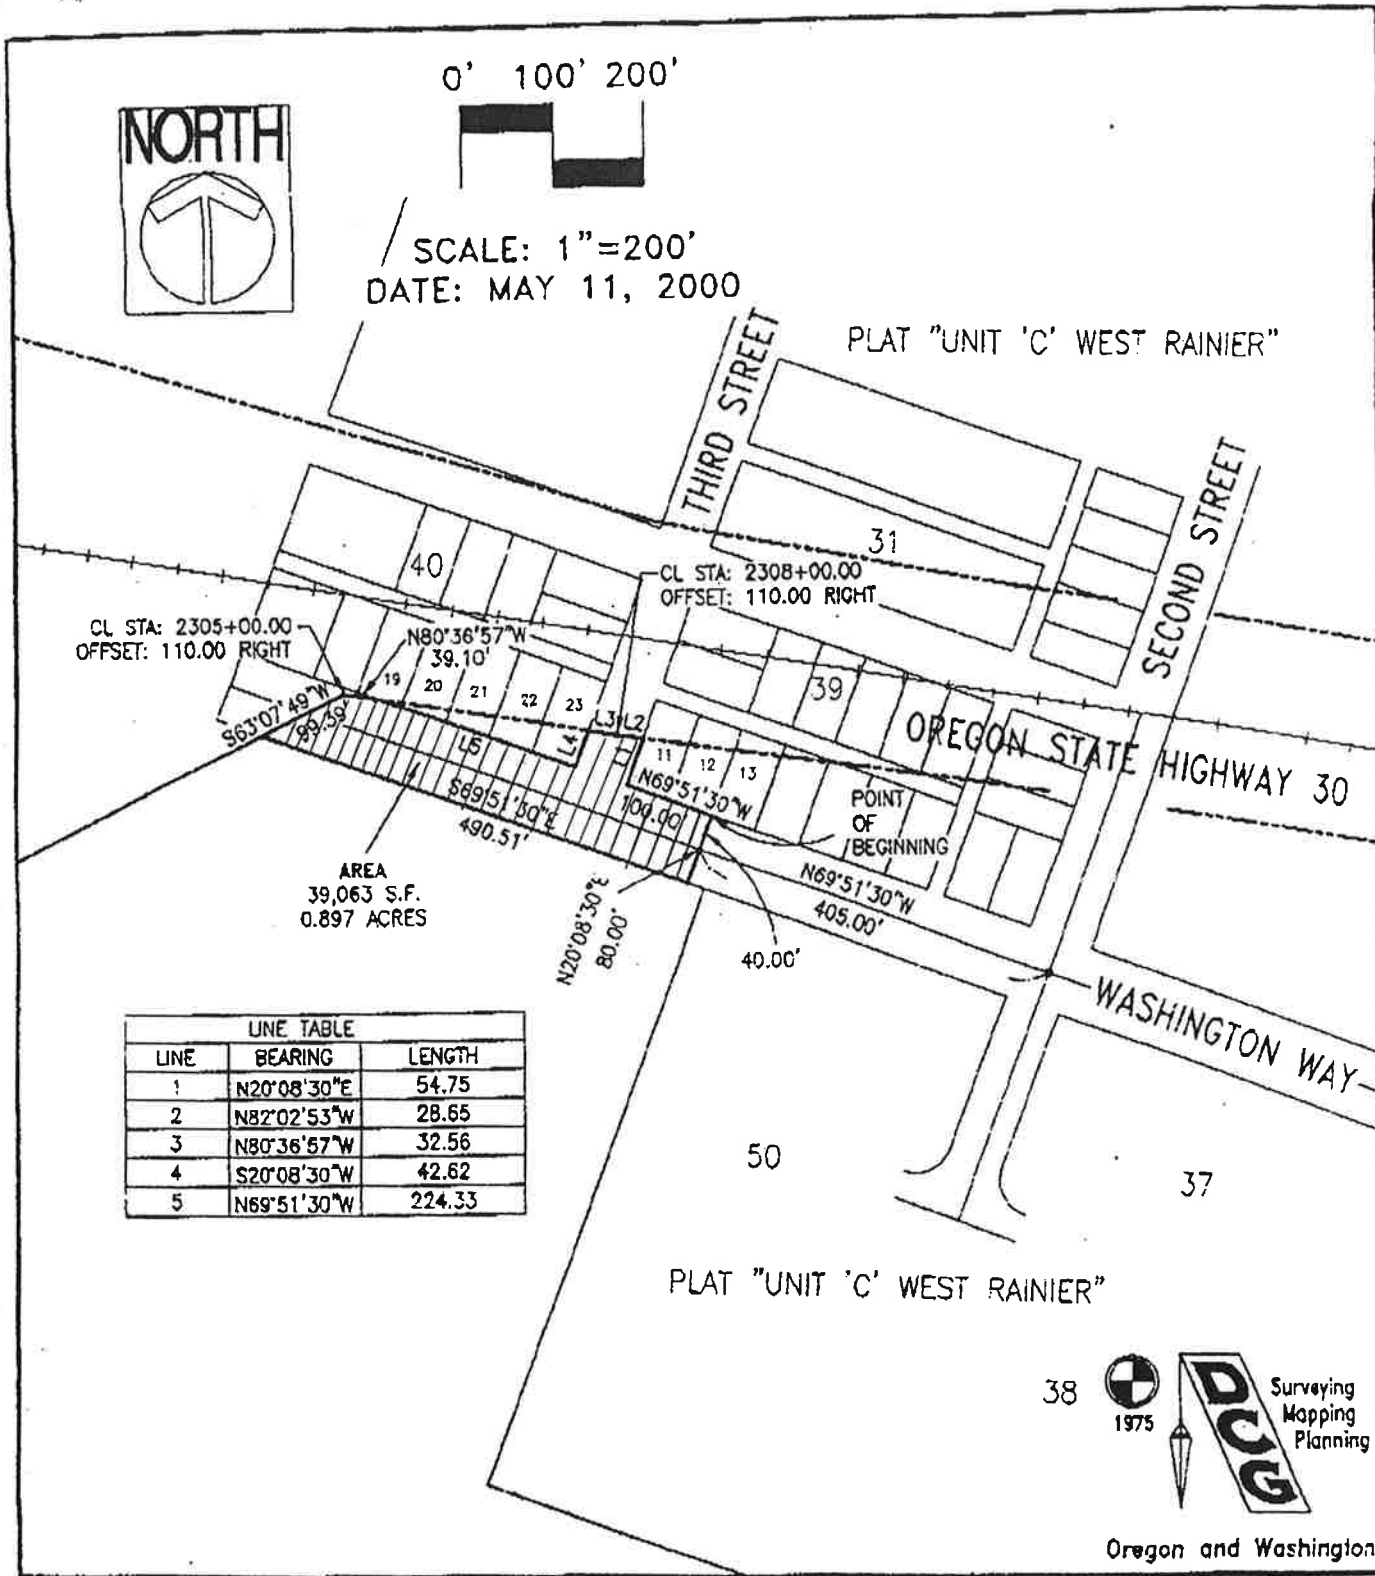 0' 100' 200'
NORTH
SCALE: 1"=200'
DATE: MAY 11, 2000
PLAT "UNIT 'C' WEST RAINIER"
THIRD STREET
SECOND STREET
31
40
CL STA: 2308+00.00
OFFSET: 110.00 RIGHT
CL STA: 2305+00.00
OFFSET: 110.00 RIGHT
N80°36'57"W
39.10'
19
20
21
22
23
39
S63°07'49"W
99.39'
L3
L2
L4
L5
L1
11
12
13
OREGON STATE HIGHWAY 30
N69°51'30"W
100.00'
S69°51'30"E
490.51'
POINT
OF
BEGINNING
AREA
39,063 S.F.
0.897 ACRES
N69°51'30"W
405.00'
N20°08'30"E
80.00'
40.00'
WASHINGTON WAY
LINE TABLE
LINE BEARING LENGTH
1 N20°08'30"E 54.75
2 N82°02'53"W 28.65
3 N80°36'57"W 32.56
4 S20°08'30"W 42.62
5 N69°51'30"W 224.33
50
37
PLAT "UNIT 'C' WEST RAINIER"
38
1975
DCG
Surveying
Mapping
Planning
Oregon and Washington